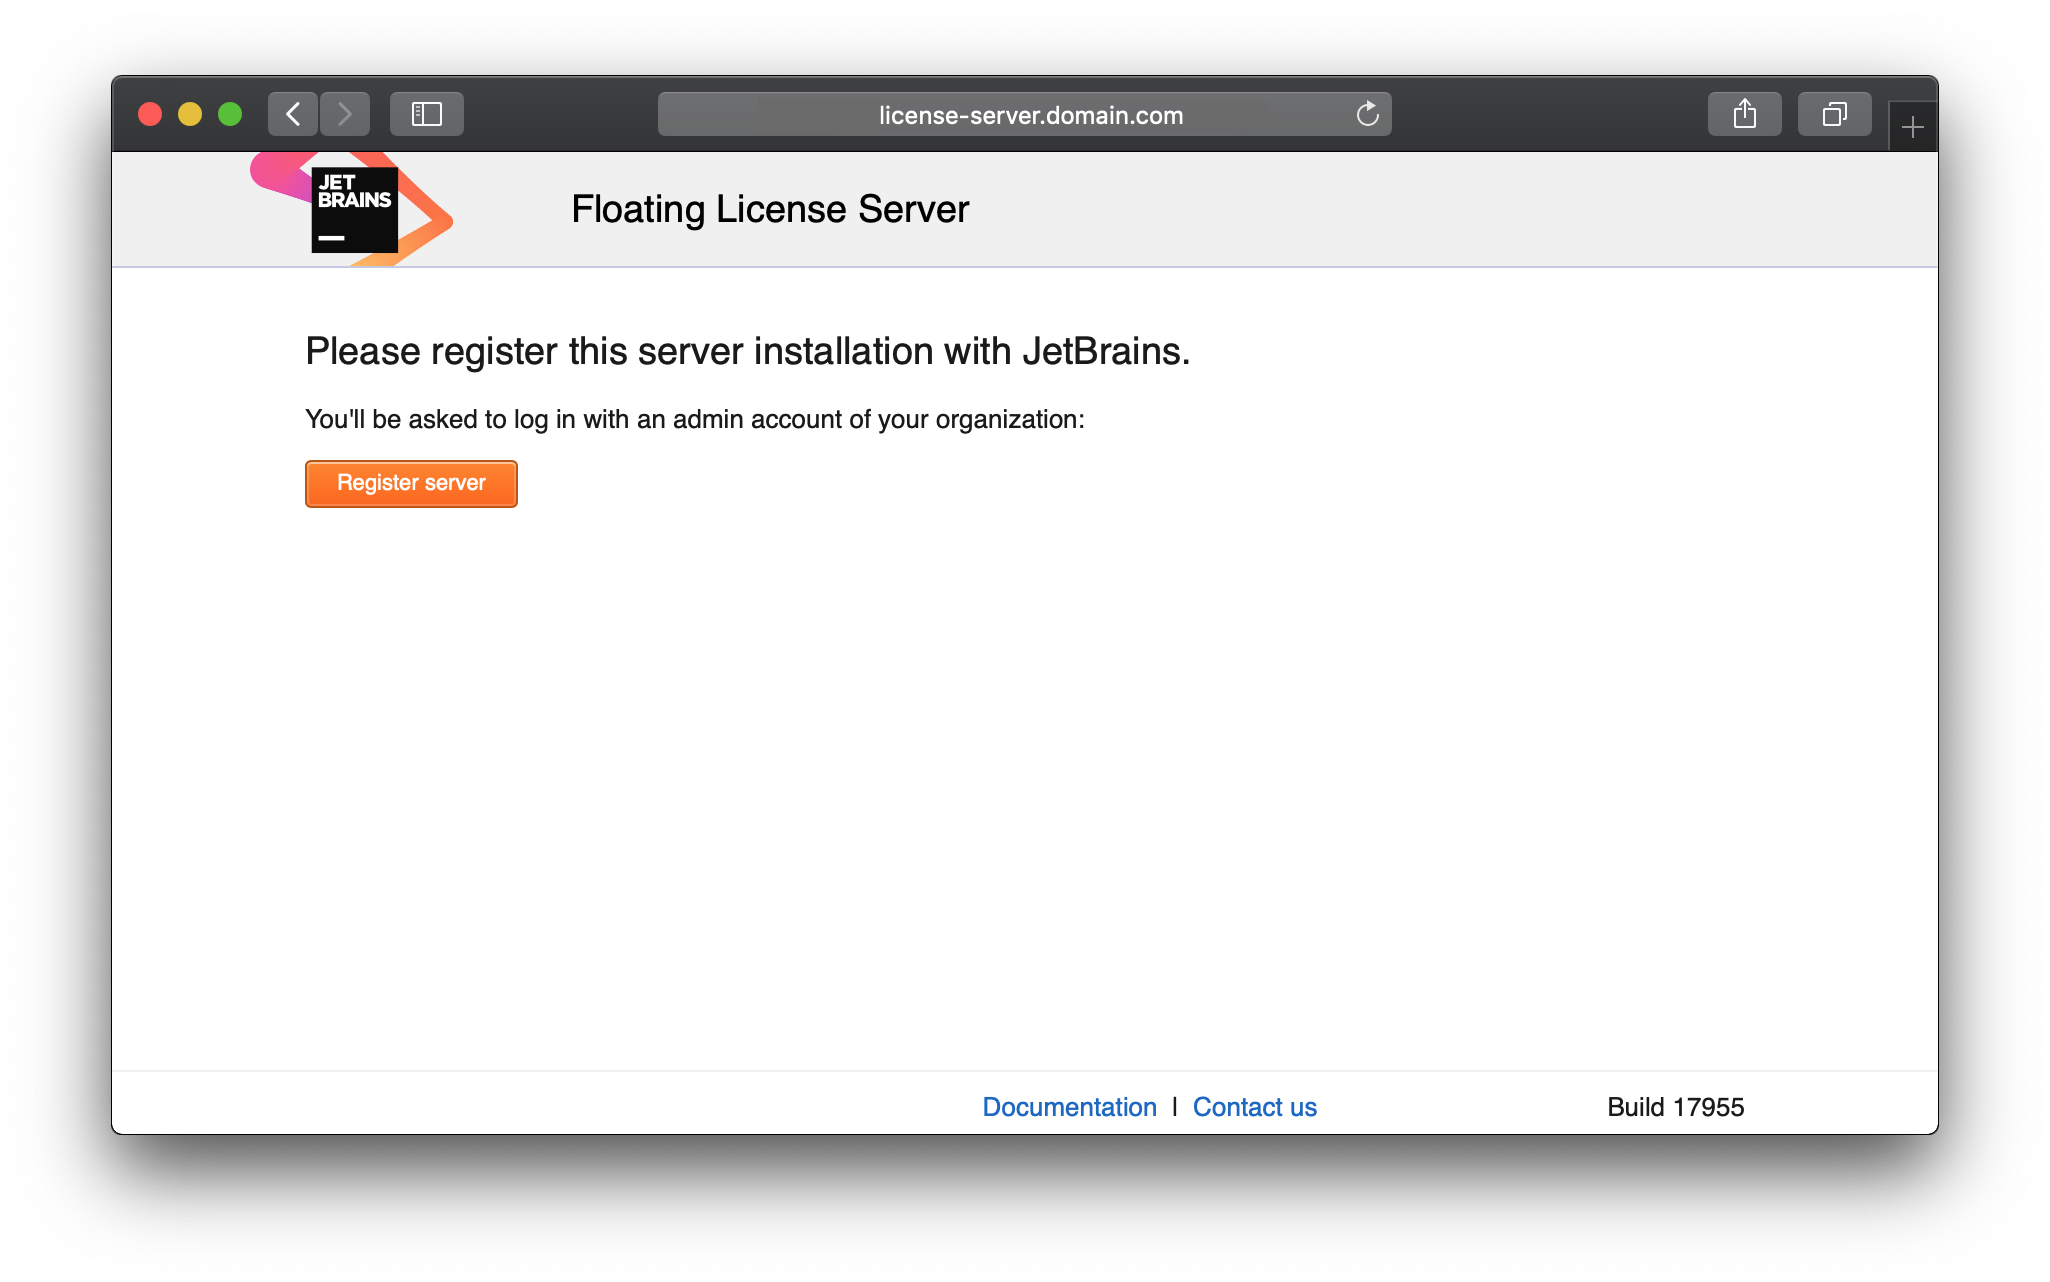 license-server.domain.com
JET
BRAINS
Floating License Server
Please register this server installation with JetBrains.
You'll be asked to log in with an admin account of your organization:
Register server
Documentation | Contact us
Build 17955